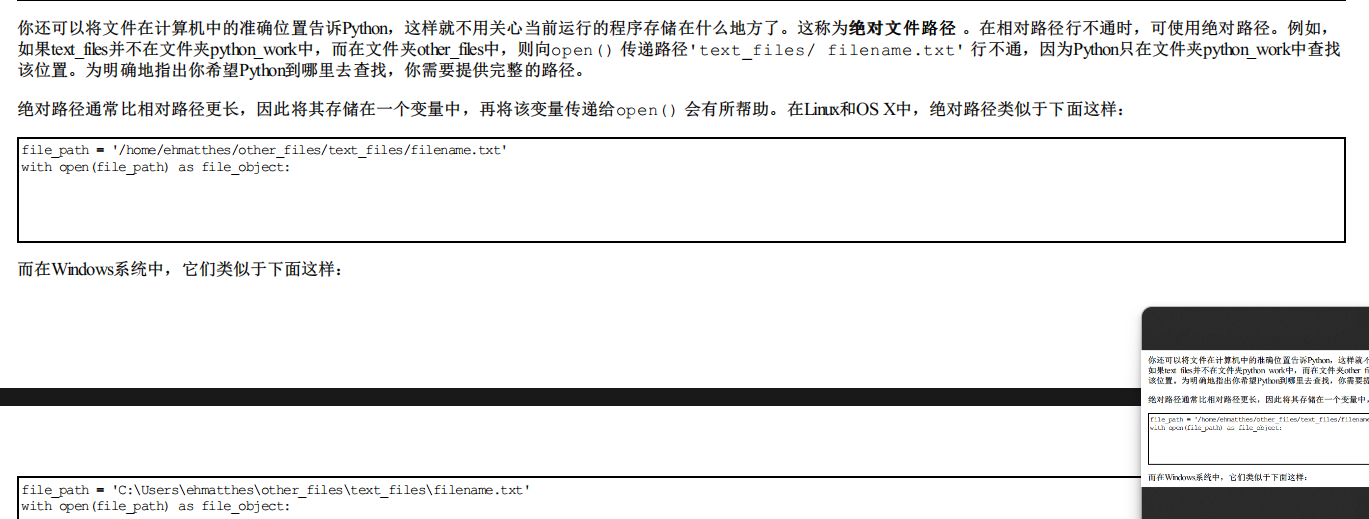 你还可以将文件在计算机中的准确位置告诉Python，这样就不用关心当前运行的程序存储在什么地方了。这称为绝对文件路径 。在相对路径行不通时，可使用绝对路径。例如，
如果text_files并不在文件夹python_work中，而在文件夹other_files中，则向open() 传递路径'text_files/ filename.txt' 行不通，因为Python只在文件夹python_work中查找
该位置。为明确地指出你希望Python到哪里去查找，你需要提供完整的路径。
绝对路径通常比相对路径更长，因此将其存储在一个变量中，再将该变量传递给open() 会有所帮助。在Linux和OS X中，绝对路径类似于下面这样：
file_path = '/home/ehmatthes/other_files/text_files/filename.txt'
with open(file_path) as file_object:
而在Windows系统中，它们类似于下面这样：
file_path = 'C:\Users\ehmatthes\other_files\text_files\filename.txt'
with open(file_path) as file_object:
你还可以将文件在计算机中的准确位置告诉Python，这样就不
如果text files并不在文件夹python work中，而在文件夹other fi
该位置。为明确地指出你希望Python到哪里去查找，你需要提
绝对路径通常比相对路径更长，因此将其存储在一个变量中，
file_path = '/home/ehmatthes/other_files/text_files/filename
with open(file_path) as file_object:
而在Windows系统中，它们类似于下面这样：